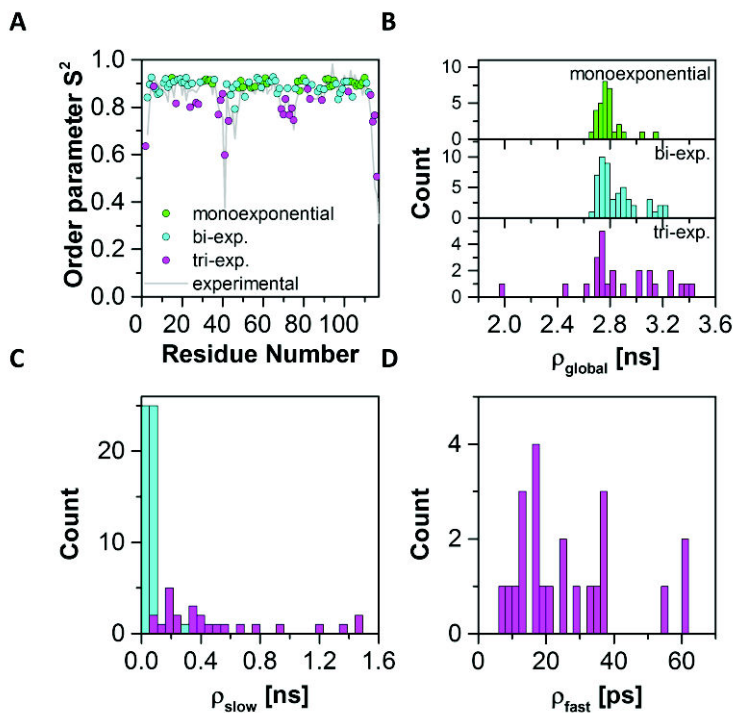 A
Order parameter S²
1.0
0.8
0.6
0.4
0.2
0.0
monoexponential
bi-exp.
tri-exp.
experimental
0 20 40 60 80 100
Residue Number
B
Count
10
5
0
monoexponential
10
5
0
bi-exp.
4
2
0
tri-exp.
2.0 2.4 2.8 3.2 3.6
ρglobal [ns]
C
Count
20
10
0
0.0 0.4 0.8 1.2 1.6
ρslow [ns]
D
Count
4
2
0
0 20 40 60
ρfast [ps]